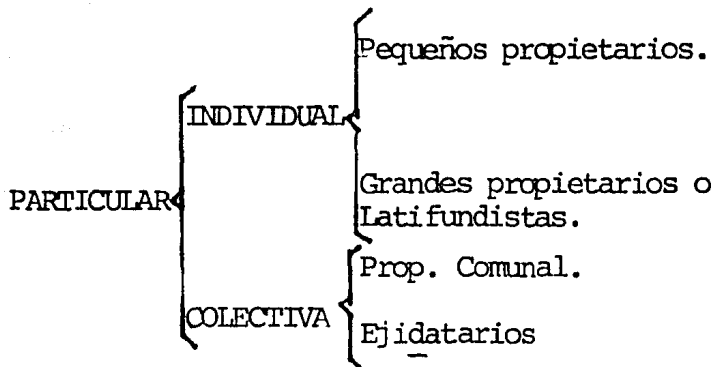 Pequeños propietarios.
INDIVIDUAL
Grandes propietarios o
Latifundistas.
PARTICULAR
Prop. Comunal.
COLECTIVA
Ejidatarios